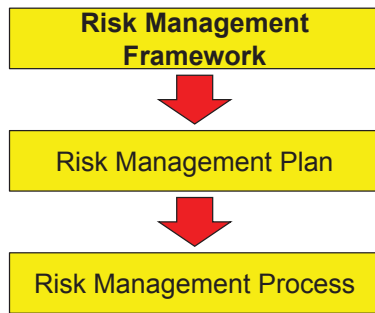 Risk Management
Framework
Risk Management Plan
Risk Management Process